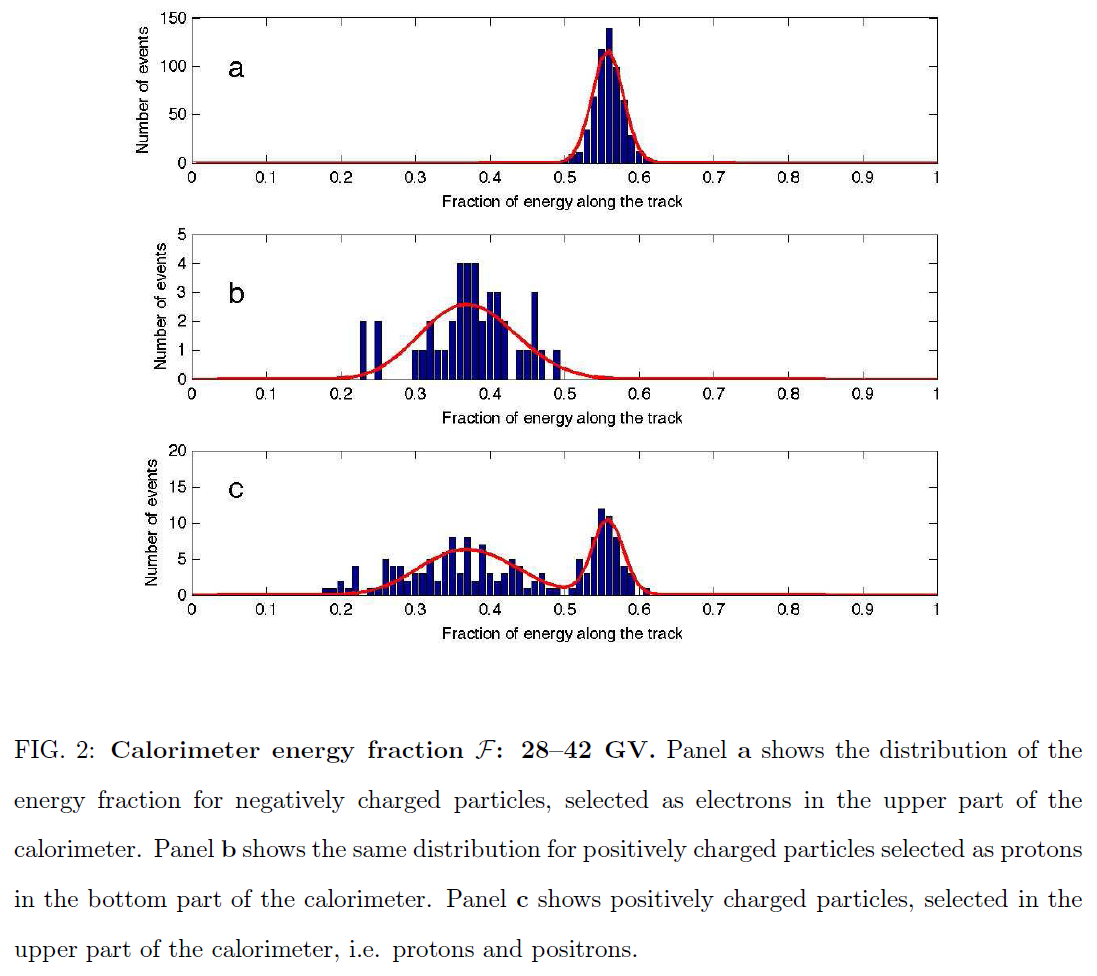 150
100
50
0
Number of events
a
0 0.1 0.2 0.3 0.4 0.5 0.6 0.7 0.8 0.9 1
Fraction of energy along the track
5
4
3
2
1
0
Number of events
b
0 0.1 0.2 0.3 0.4 0.5 0.6 0.7 0.8 0.9 1
Fraction of energy along the track
20
15
10
5
0
Number of events
c
0 0.1 0.2 0.3 0.4 0.5 0.6 0.7 0.8 0.9 1
Fraction of energy along the track
FIG. 2: Calorimeter energy fraction ℱ: 28–42 GV. Panel a shows the distribution of the
energy fraction for negatively charged particles, selected as electrons in the upper part of the
calorimeter. Panel b shows the same distribution for positively charged particles selected as protons
in the bottom part of the calorimeter. Panel c shows positively charged particles, selected in the
upper part of the calorimeter, i.e. protons and positrons.